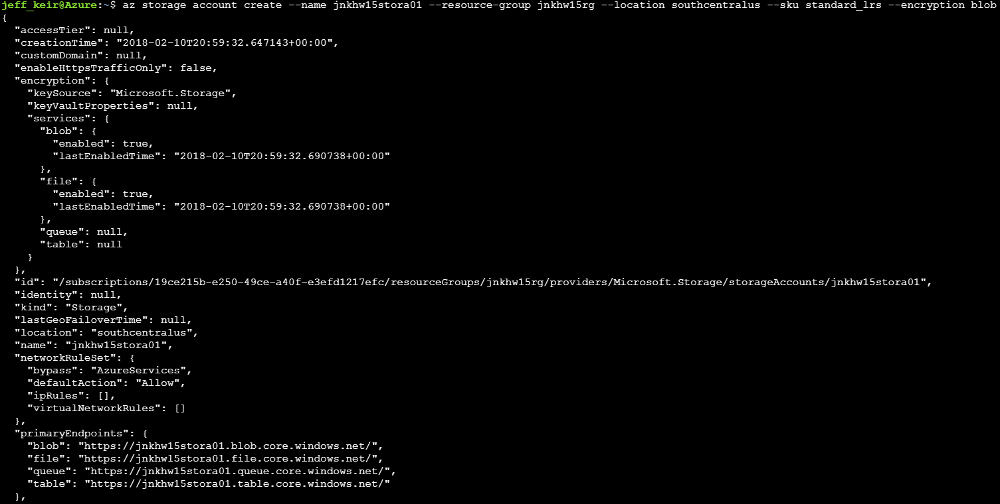 jeff_keir@Azure:~$ az storage account create --name jnkhw15stora01 --resource-group jnkhw15rg --location southcentralus --sku standard_lrs --encryption blob
{
  "accessTier": null,
  "creationTime": "2018-02-10T20:59:32.647143+00:00",
  "customDomain": null,
  "enableHttpsTrafficOnly": false,
  "encryption": {
    "keySource": "Microsoft.Storage",
    "keyVaultProperties": null,
    "services": {
      "blob": {
        "enabled": true,
        "lastEnabledTime": "2018-02-10T20:59:32.690738+00:00"
      },
      "file": {
        "enabled": true,
        "lastEnabledTime": "2018-02-10T20:59:32.690738+00:00"
      },
      "queue": null,
      "table": null
    }
  },
  "id": "/subscriptions/19ce215b-e250-49ce-a40f-e3efd1217efc/resourceGroups/jnkhw15rg/providers/Microsoft.Storage/storageAccounts/jnkhw15stora01",
  "identity": null,
  "kind": "Storage",
  "lastGeoFailoverTime": null,
  "location": "southcentralus",
  "name": "jnkhw15stora01",
  "networkRuleSet": {
    "bypass": "AzureServices",
    "defaultAction": "Allow",
    "ipRules": [],
    "virtualNetworkRules": []
  },
  "primaryEndpoints": {
    "blob": "https://jnkhw15stora01.blob.core.windows.net/",
    "file": "https://jnkhw15stora01.file.core.windows.net/",
    "queue": "https://jnkhw15stora01.queue.core.windows.net/",
    "table": "https://jnkhw15stora01.table.core.windows.net/"
  },